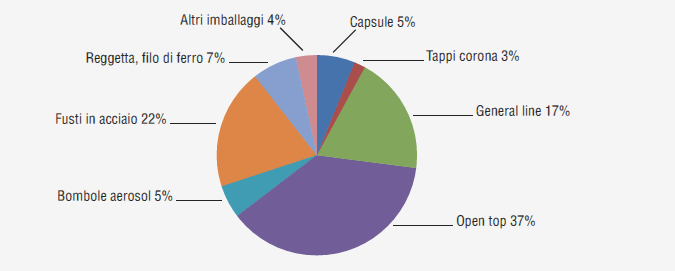 Altri imballaggi 4%
Capsule 5%
Reggetta, filo di ferro 7%
Tappi corona 3%
Fusti in acciaio 22%
General line 17%
Bombole aerosol 5%
Open top 37%